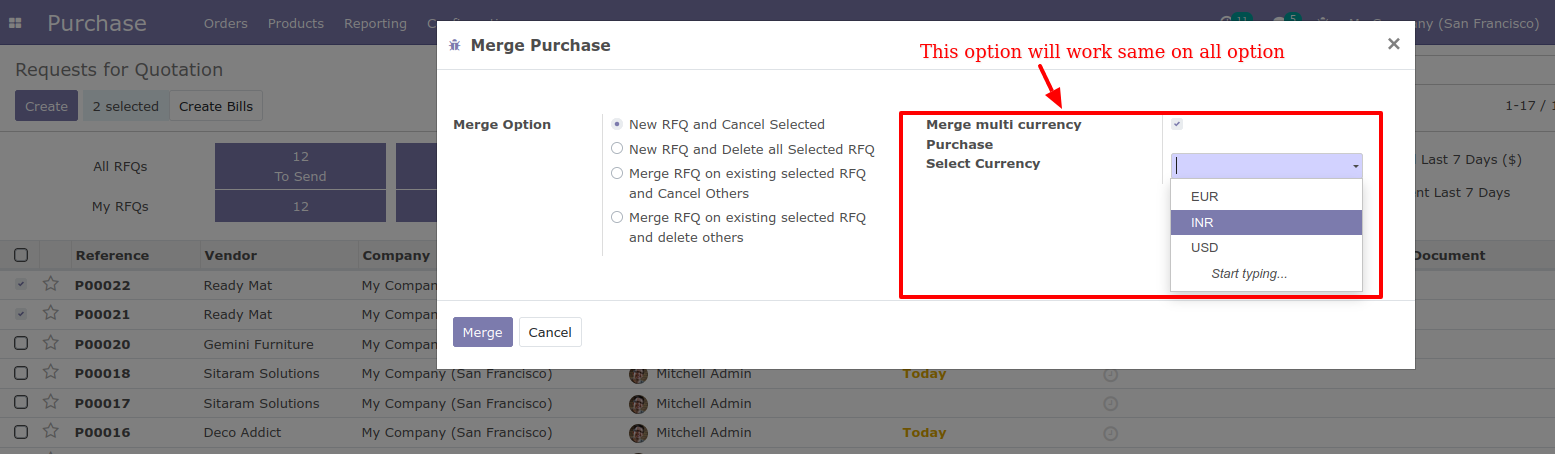 Purchase Orders Products Reporting 11 5 (San Francisco)
Merge Purchase
This option will work same on all option
Requests for Quotation
Create 2 selected Create Bills
1-17 / 1
Merge Option
New RFQ and Cancel Selected
New RFQ and Delete all Selected RFQ
Merge RFQ on existing selected RFQ
and Cancel Others
Merge RFQ on existing selected RFQ
and delete others
Merge multi currency
Purchase
Select Currency
EUR
INR
USD
Start typing...
All RFQs 12
To Send
Last 7 Days ($)
My RFQs 12
Last 7 Days
Reference Vendor Company Document
P00022 Ready Mat My Compan
P00021 Ready Mat My Compan
Merge Cancel
P00020 Gemini Furniture My Compan
P00018 Sitaram Solutions My Company (San Francisco) Mitchell Admin Today
P00017 Sitaram Solutions My Company (San Francisco) Mitchell Admin
P00016 Deco Addict My Company (San Francisco) Mitchell Admin Today